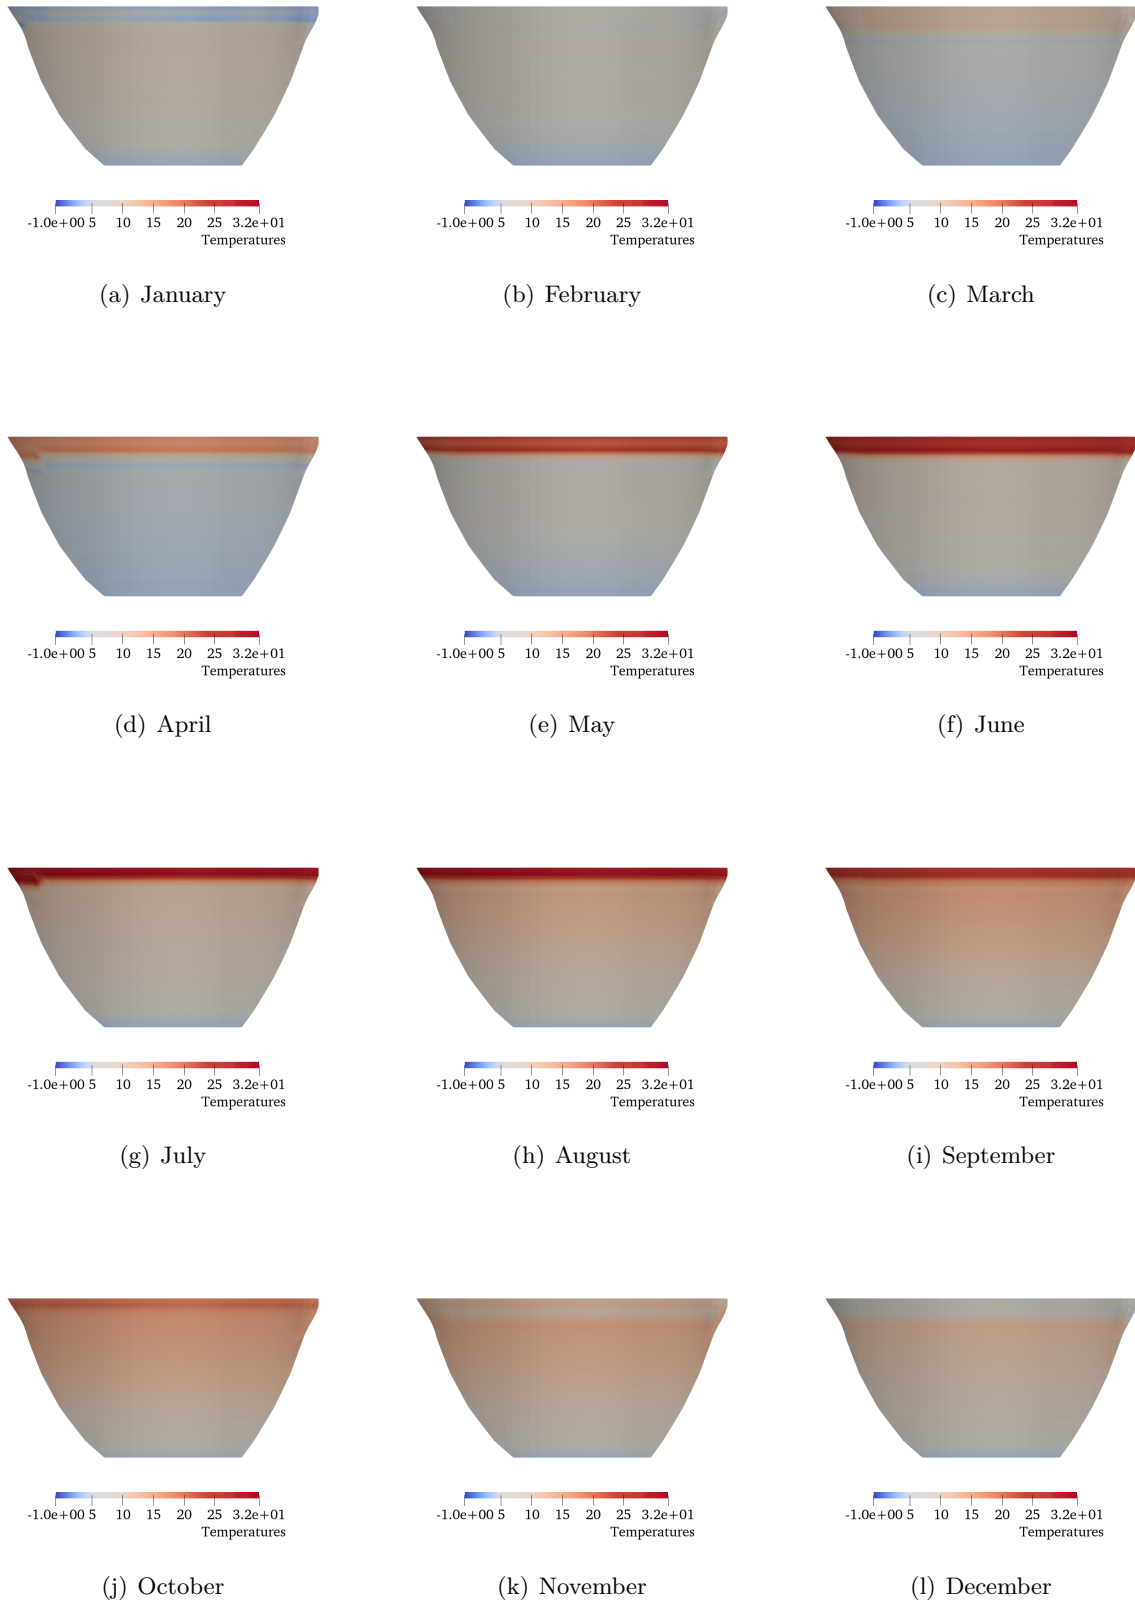 -1.0e+00 5 10 15 20 25 3.2e+01
Temperatures
(a) January
-1.0e+00 5 10 15 20 25 3.2e+01
Temperatures
(b) February
-1.0e+00 5 10 15 20 25 3.2e+01
Temperatures
(c) March
-1.0e+00 5 10 15 20 25 3.2e+01
Temperatures
(d) April
-1.0e+00 5 10 15 20 25 3.2e+01
Temperatures
(e) May
-1.0e+00 5 10 15 20 25 3.2e+01
Temperatures
(f) June
-1.0e+00 5 10 15 20 25 3.2e+01
Temperatures
(g) July
-1.0e+00 5 10 15 20 25 3.2e+01
Temperatures
(h) August
-1.0e+00 5 10 15 20 25 3.2e+01
Temperatures
(i) September
-1.0e+00 5 10 15 20 25 3.2e+01
Temperatures
(j) October
-1.0e+00 5 10 15 20 25 3.2e+01
Temperatures
(k) November
-1.0e+00 5 10 15 20 25 3.2e+01
Temperatures
(l) December